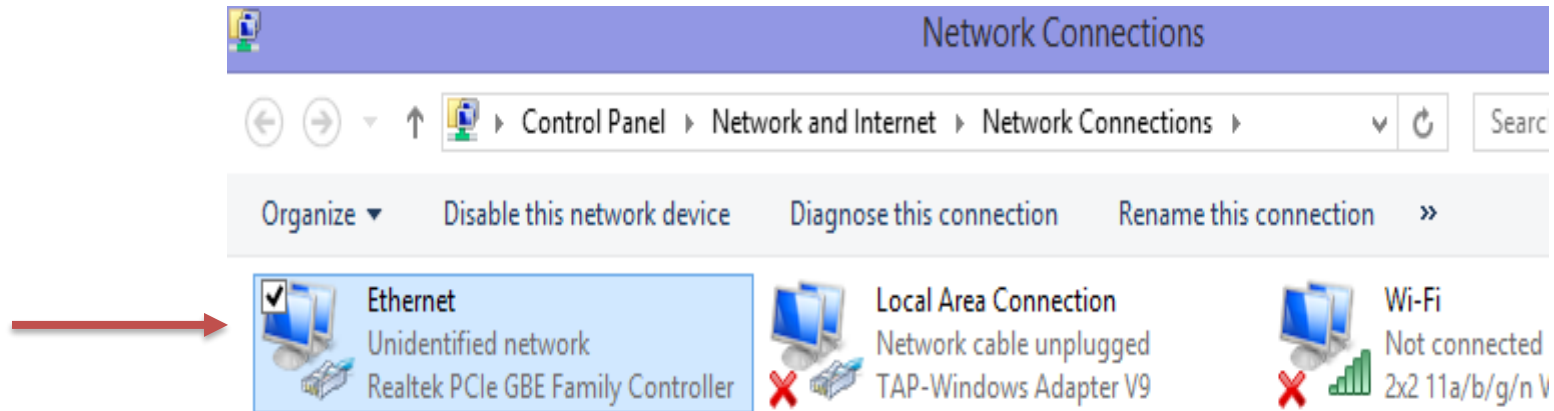 Network Connections
Control Panel Network and Internet Network Connections
Organize Disable this network device Diagnose this connection Rename this connection »
Ethernet
Unidentified network
Realtek PCIe GBE Family Controller
Local Area Connection
Network cable unplugged
TAP-Windows Adapter V9
Wi-Fi
Not connected
2x2 11a/b/g/n